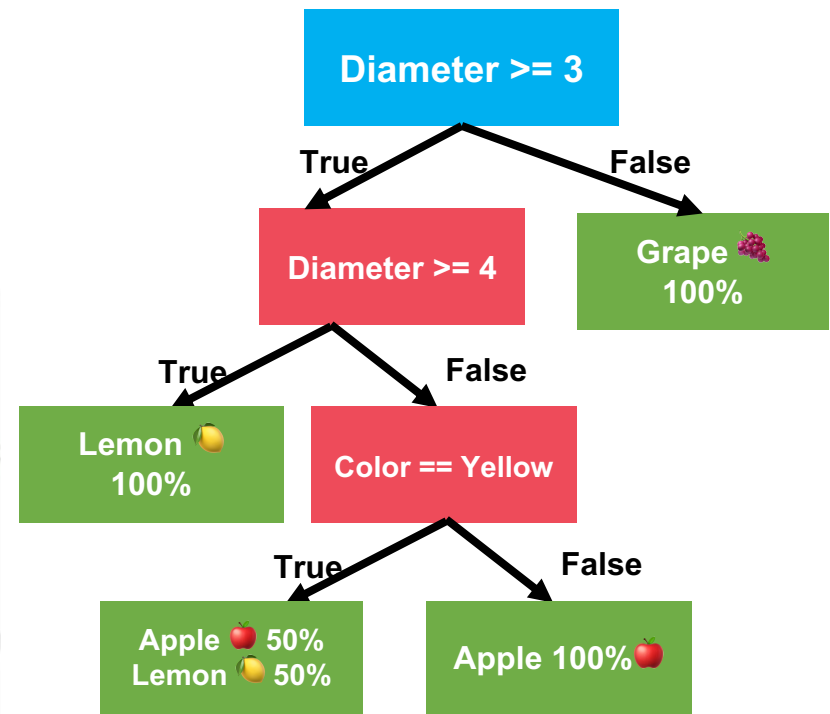 Diameter >= 3
True
False
Diameter >= 4
Grape 🍇
100%
True
False
Lemon 🍋
100%
Color == Yellow
True
False
Apple 🍎 50%
Lemon 🍋 50%
Apple 100%🍎